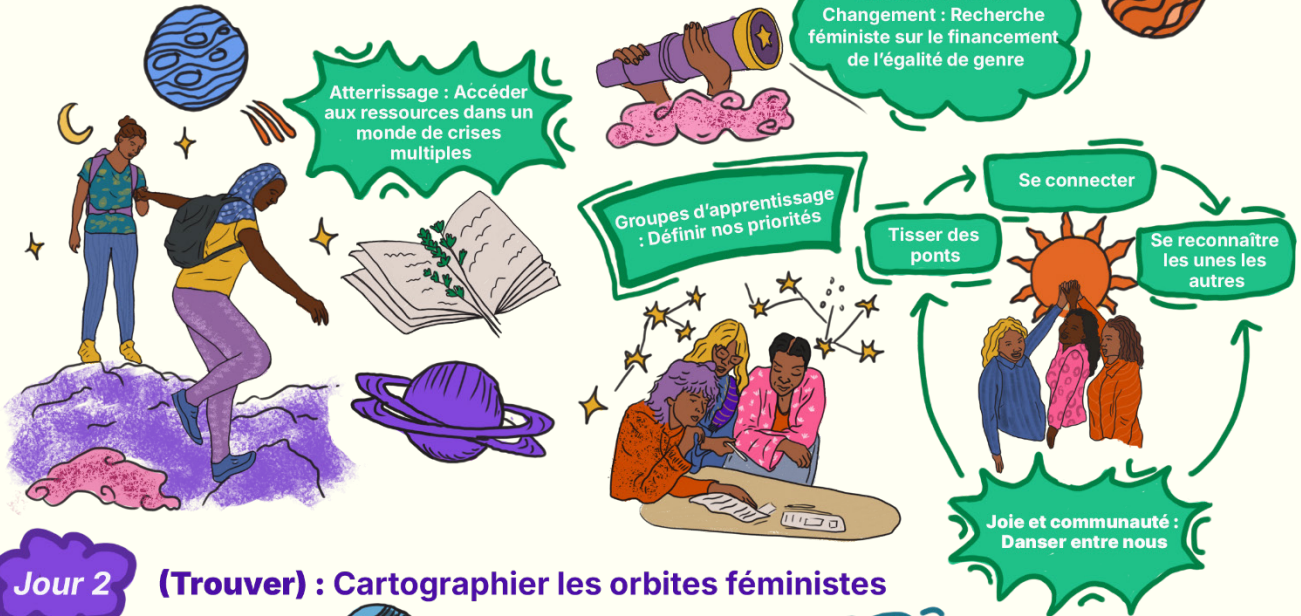 Changement : Recherche
féministe sur le financement
de l’égalité de genre
Atterrissage : Accéder
aux ressources dans un
monde de crises
multiples
Groupes d’apprentissage
: Définir nos priorités
Se connecter
Tisser des
ponts
Se reconnaître
les unes les
autres
Joie et communauté :
Danser entre nous
Jour 2
(Trouver) : Cartographier les orbites féministes